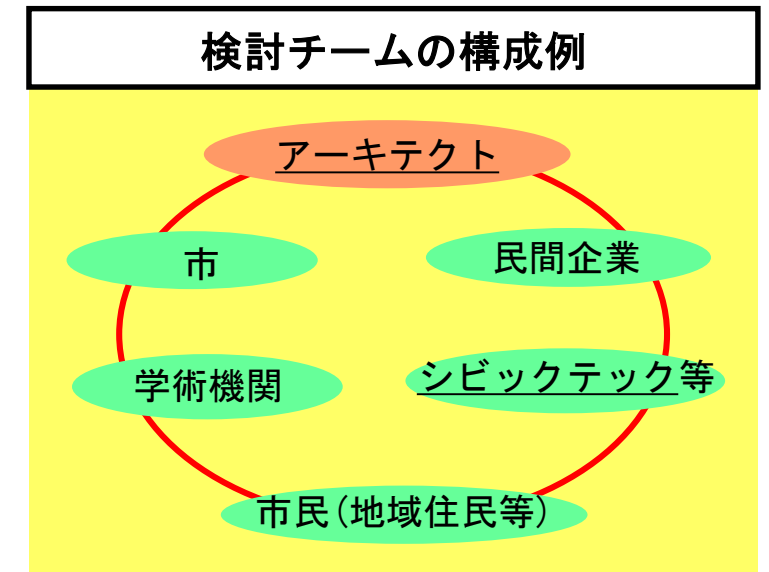 検討チームの構成例
アーキテクト
市
民間企業
学術機関
シビックテック等
市民(地域住民等)